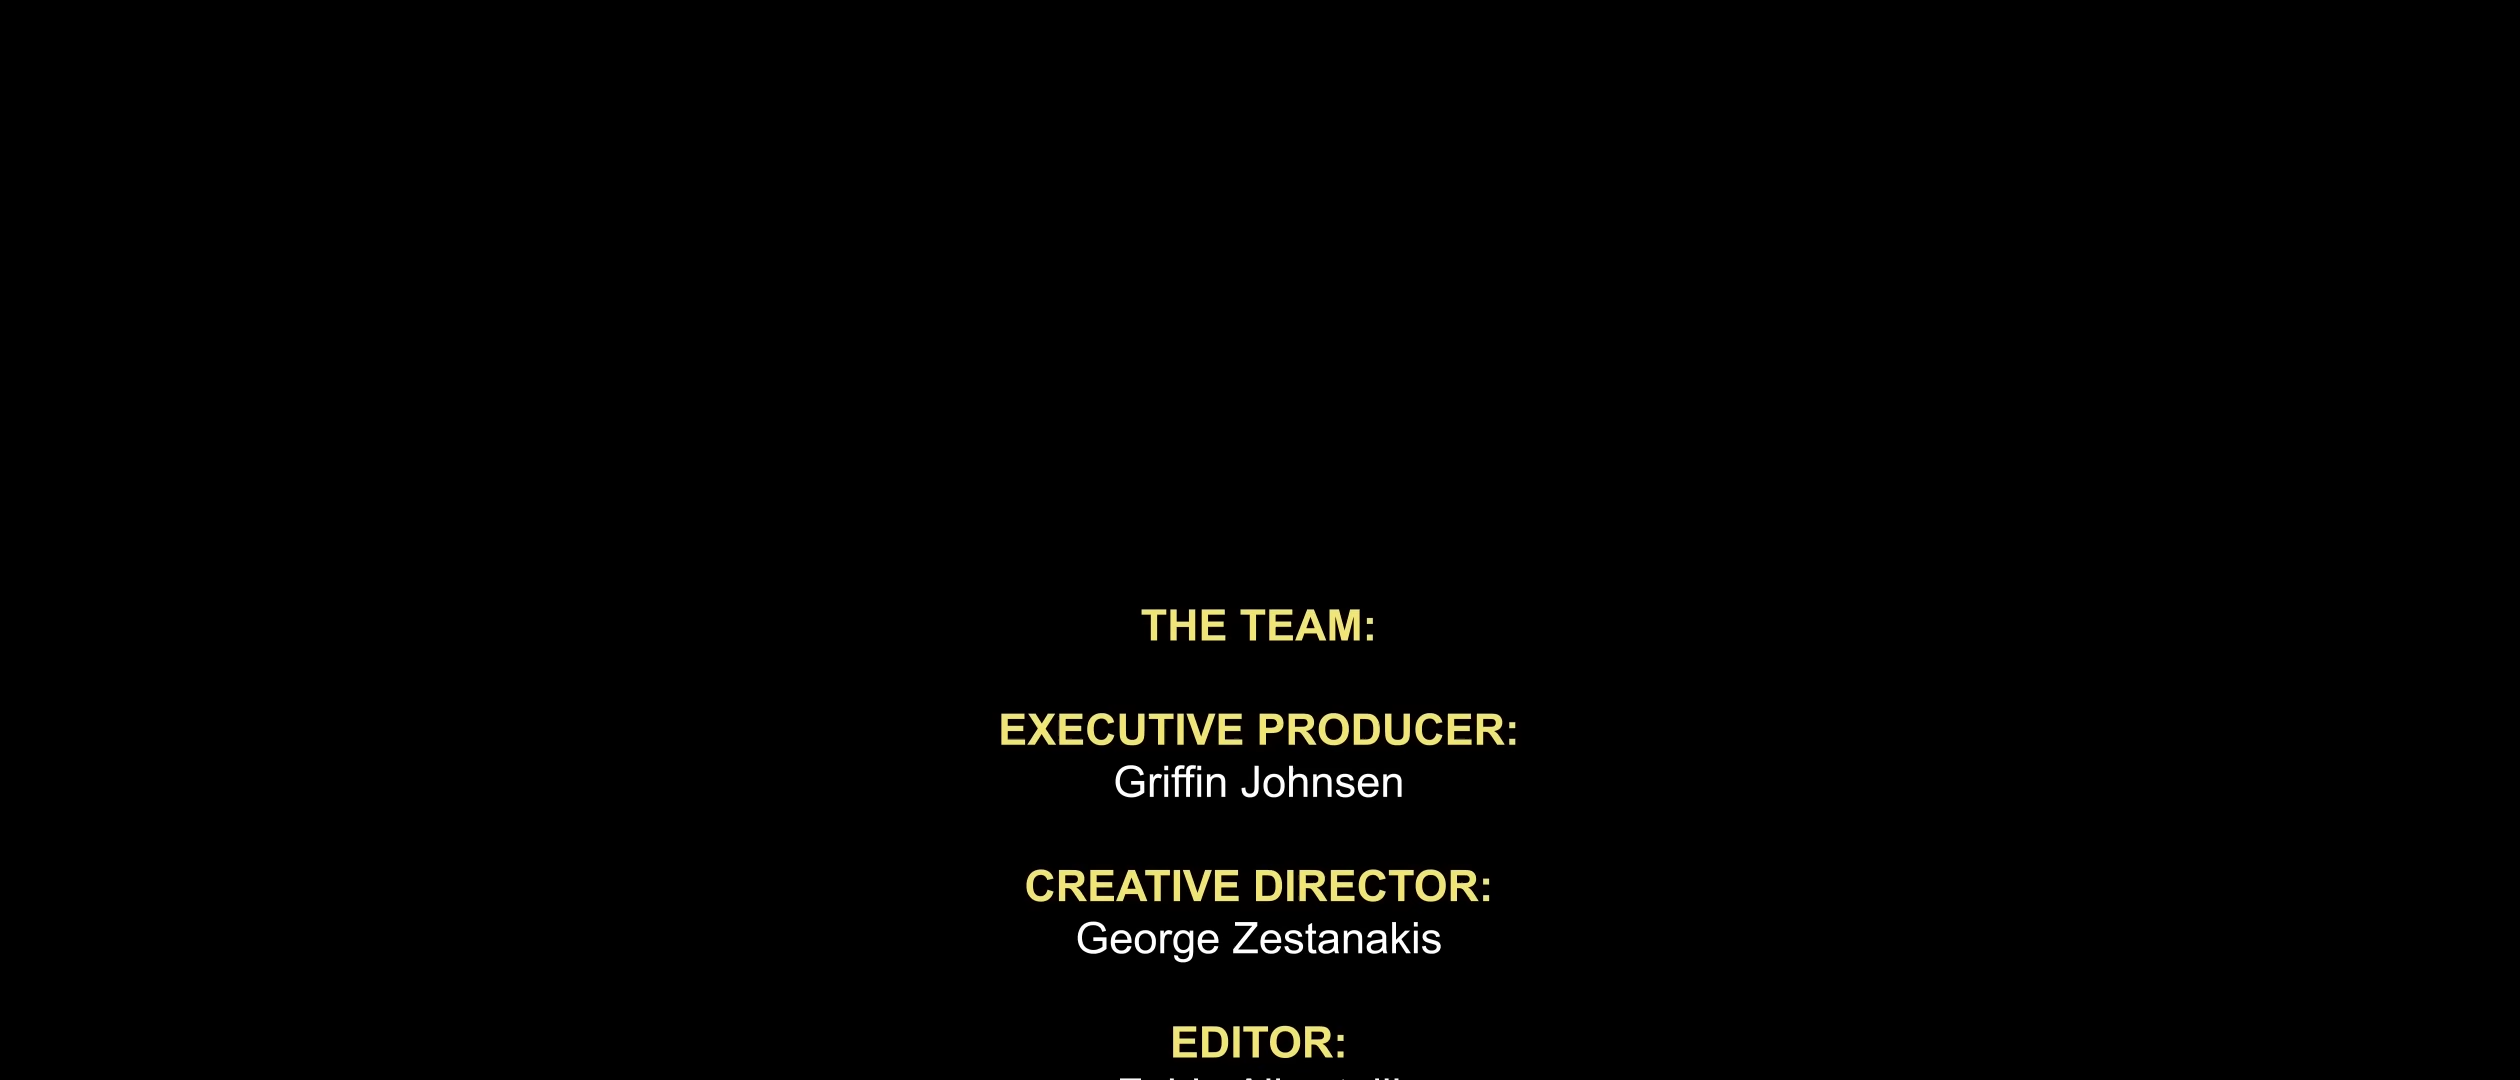 THE TEAM:
EXECUTIVE PRODUCER:
Griffin Johnsen
CREATIVE DIRECTOR:
George Zestanakis
EDITOR: